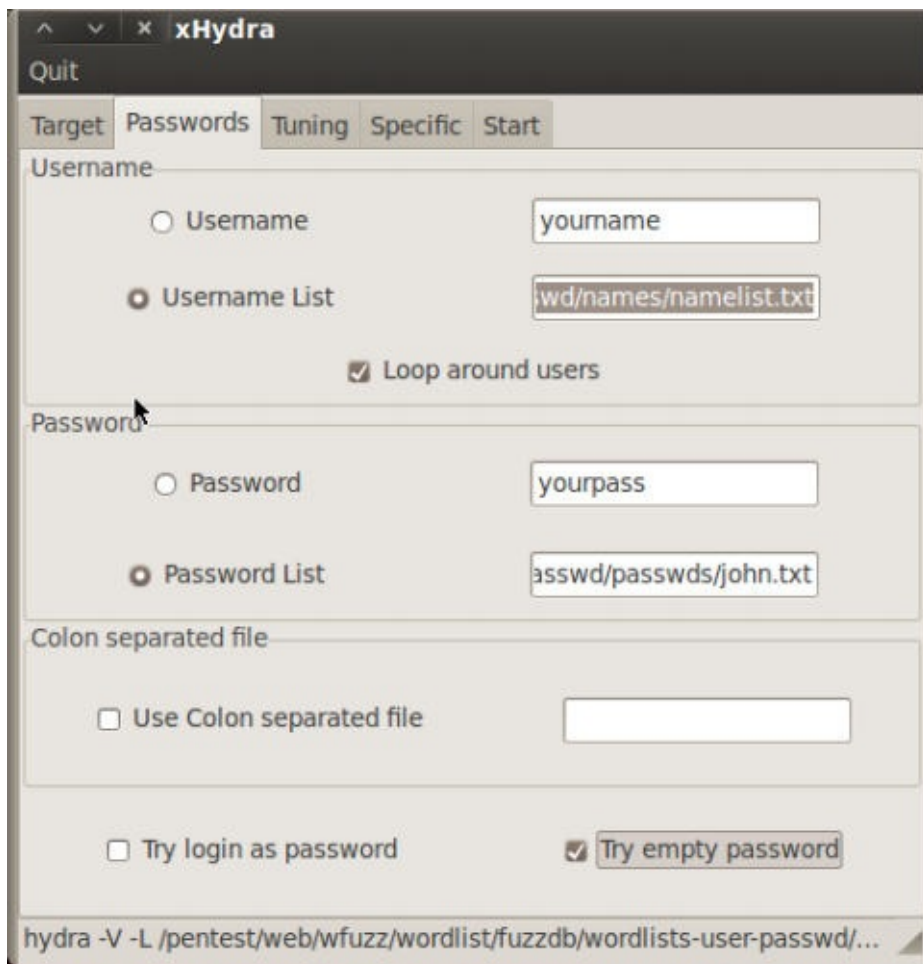 xHydra
Quit
Target Passwords Tuning Specific Start
Username
Username yourname
Username List wd/names/namelist.txt
Loop around users
Password
Password yourpass
Password List asswd/passwds/john.txt
Colon separated file
Use Colon separated file
Try login as password Try empty password
hydra -V -L /pentest/web/wfuzz/wordlist/fuzzdb/wordlists-user-passwd/...